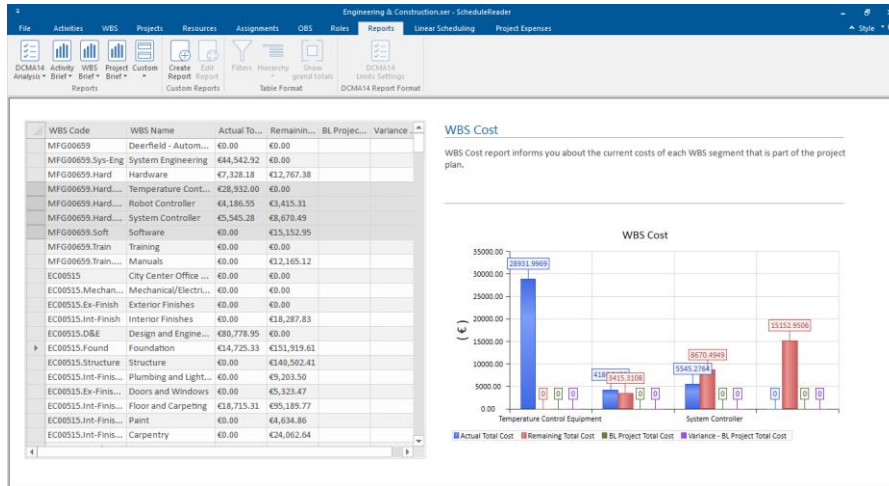 Engineering & Construction.xer - ScheduleReader
File Activities WBS Projects Resources Assignments OBS Roles Reports Linear Scheduling Project Expenses Style
DCMA14 Analysis Activity Brief WBS Brief Project Brief Custom Create Report Edit Report Filters Hierarchy Show grand totals DCMA14 Limits Settings
Reports Custom Reports Table Format DCMA14 Report Format
WBS Code WBS Name Actual To... Remainin... BL Projec... Variance ...
MFG00659 Deerfield - Autom... €0.00 €0.00
MFG00659.Sys-Eng System Engineering €44,542.92 €0.00
MFG00659.Hard Hardware €7,328.18 €12,767.38
MFG00659.Hard.... Temperature Cont... €28,932.00 €0.00
MFG00659.Hard.... Robot Controller €4,186.55 €3,415.31
MFG00659.Hard.... System Controller €5,545.28 €8,670.49
MFG00659.Soft Software €0.00 €15,152.95
MFG00659.Train Training €0.00 €0.00
MFG00659.Train.... Manuals €0.00 €12,165.12
EC00515 City Center Office ... €0.00 €0.00
EC00515.Mechan... Mechanical/Electri... €0.00 €0.00
EC00515.Ex-Finish Exterior Finishes €0.00 €0.00
EC00515.Int-Finish Interior Finishes €0.00 €18,287.83
EC00515.D&E Design and Engine... €80,778.95 €0.00
EC00515.Found Foundation €14,725.33 €151,919.61
EC00515.Structure Structure €0.00 €140,502.41
EC00515.Int-Finis... Plumbing and Light... €0.00 €9,203.50
EC00515.Ex-Finis... Doors and Windows €0.00 €5,323.47
EC00515.Int-Finis... Floor and Carpeting €18,715.31 €95,189.77
EC00515.Int-Finis... Paint €0.00 €4,634.86
EC00515.Int-Finis... Carpentry €0.00 €24,062.64
WBS Cost
WBS Cost report informs you about the current costs of each WBS segment that is part of the project
plan.
WBS Cost
35000.00
30000.00
25000.00
20000.00
15000.00
10000.00
5000.00
0.00
( € )
28931.9969
0 0 0
3415.3108
0 0
5545.2764
8670.4949
0 0
0
15152.9506
0 0
Temperature Control Equipment System Controller
Actual Total Cost Remaining Total Cost BL Project Total Cost Variance - BL Project Total Cost